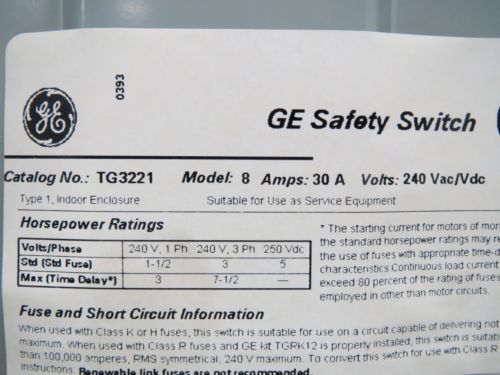 GE
0393
GE Safety Switch
Catalog No.: TG3221 Model: 8 Amps: 30 A Volts: 240 Vac/Vdc
Type 1, Indoor Enclosure Suitable for Use as Service Equipment
Horsepower Ratings
Volts/Phase 240 V, 1 Ph 240 V, 3 Ph 250 Vdc
Std (Std Fuse) 1-1/2 3 5
Max (Time Delay*) 3 7-1/2 —
* The starting current for motors of more
the standard horsepower ratings may re
the use of fuses with appropriate time-d
characteristics. Continuous load current
exceed 80 percent of the rating of fuses
employed in other than motor circuits.
Fuse and Short Circuit Information
When used with Class K or H fuses, this switch is suitable for use on a circuit capable of delivering not
maximum. When used with Class R fuses and GE kit TGRK12 is properly installed, this switch is suitable
than 100,000 amperes, RMS symmetrical, 240 V maximum. To convert this switch for use with Class R
instructions. Renewable link fuses are not recommended.